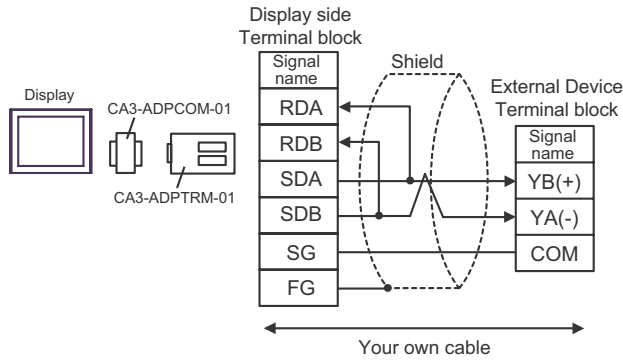 Display side
Terminal block
Shield
External Device
Terminal block
Display
CA3-ADPCOM-01
CA3-ADPTRM-01
Signal
name
RDA
RDB
SDA
SDB
SG
FG
Signal
name
YB(+)
YA(-)
COM
Your own cable